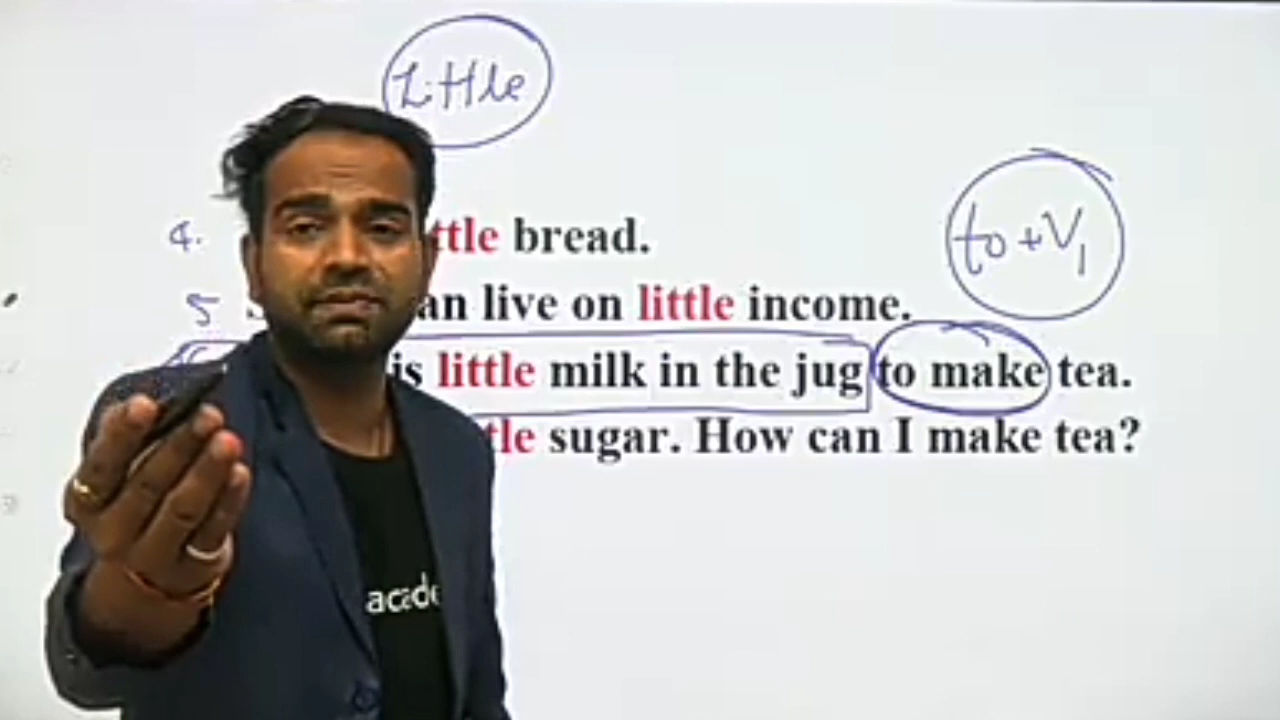 Little
4. ttle bread.
to + V1
5 an live on little income.
is little milk in the jug to make tea.
tle sugar. How can I make tea?
acade